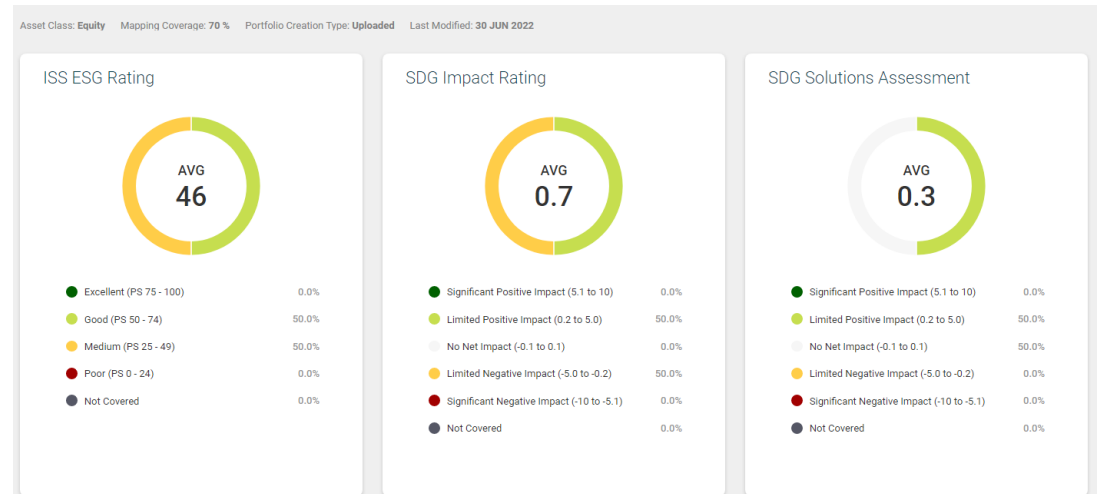 Asset Class: Equity Mapping Coverage: 70 % Portfolio Creation Type: Uploaded Last Modified: 30 JUN 2022
ISS ESG Rating
AVG
46
Excellent (PS 75 - 100) 0.0%
Good (PS 50 - 74) 50.0%
Medium (PS 25 - 49) 50.0%
Poor (PS 0 - 24) 0.0%
Not Covered 0.0%
SDG Impact Rating
AVG
0.7
Significant Positive Impact (5.1 to 10) 0.0%
Limited Positive Impact (0.2 to 5.0) 50.0%
No Net Impact (-0.1 to 0.1) 0.0%
Limited Negative Impact (-5.0 to -0.2) 50.0%
Significant Negative Impact (-10 to -5.1) 0.0%
Not Covered 0.0%
SDG Solutions Assessment
AVG
0.3
Significant Positive Impact (5.1 to 10) 0.0%
Limited Positive Impact (0.2 to 5.0) 50.0%
No Net Impact (-0.1 to 0.1) 50.0%
Limited Negative Impact (-5.0 to -0.2) 0.0%
Significant Negative Impact (-10 to -5.1) 0.0%
Not Covered 0.0%